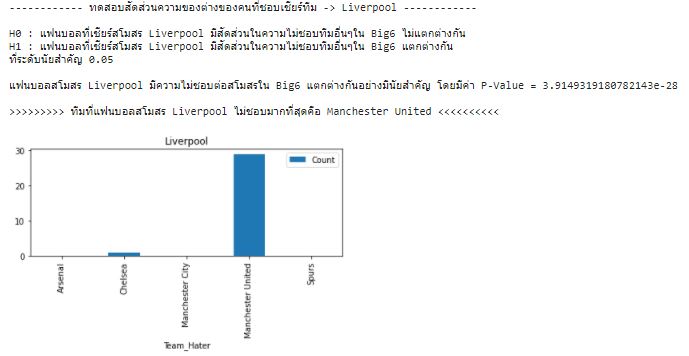 ------------ ทดสอบสัดส่วนความของต่างของคนที่ชอบเชียร์ทีม -> Liverpool ------------
H0 : แฟนบอลที่เชียร์สโมสร Liverpool มีสัดส่วนในความไม่ชอบทีมอื่นๆใน Big6 ไม่แตกต่างกัน
H1 : แฟนบอลที่เชียร์สโมสร Liverpool มีสัดส่วนในความไม่ชอบทีมอื่นๆใน Big6 แตกต่างกัน
ที่ระดับนัยสำคัญ 0.05
แฟนบอลสโมสร Liverpool มีความไม่ชอบต่อสโมสรใน Big6 แตกต่างกันอย่างมีนัยสำคัญ โดยมีค่า P-Value = 3.9149319180782143e-28
>>>>>>>>> ทีมที่แฟนบอลสโมสร Liverpool ไม่ชอบมากที่สุดคือ Manchester United <<<<<<<<<<
Liverpool
Count
30
20
10
0
Arsenal
Chelsea
Manchester City
Manchester United
Spurs
Team_Hater